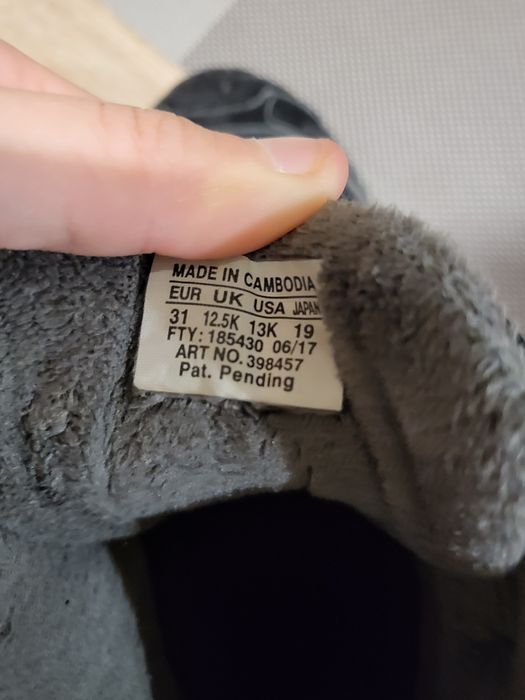 MADE IN CAMBODIA
EUR UK USA JAPAN
31 12.5K 13K 19
FTY: 185430 06/17
ART NO. 398457
Pat. Pending